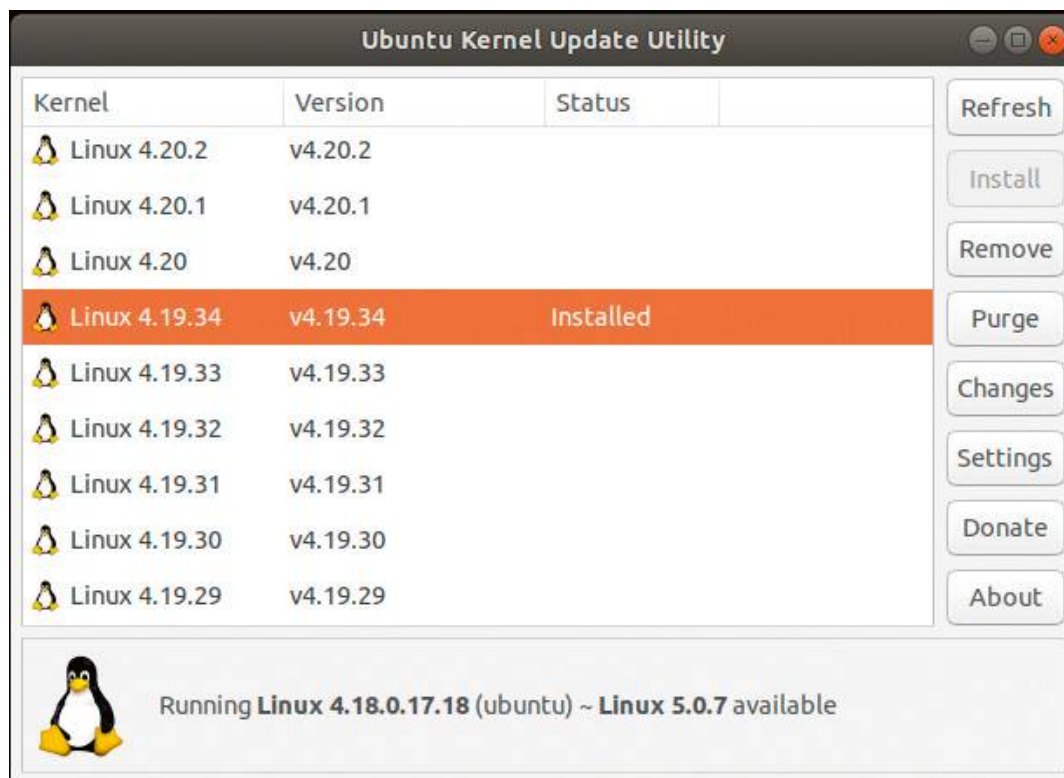 Ubuntu Kernel Update Utility
Kernel Version Status
Linux 4.20.2 v4.20.2
Linux 4.20.1 v4.20.1
Linux 4.20 v4.20
Linux 4.19.34 v4.19.34 Installed
Linux 4.19.33 v4.19.33
Linux 4.19.32 v4.19.32
Linux 4.19.31 v4.19.31
Linux 4.19.30 v4.19.30
Linux 4.19.29 v4.19.29
Refresh
Install
Remove
Purge
Changes
Settings
Donate
About
Running Linux 4.18.0.17.18 (ubuntu) ~ Linux 5.0.7 available